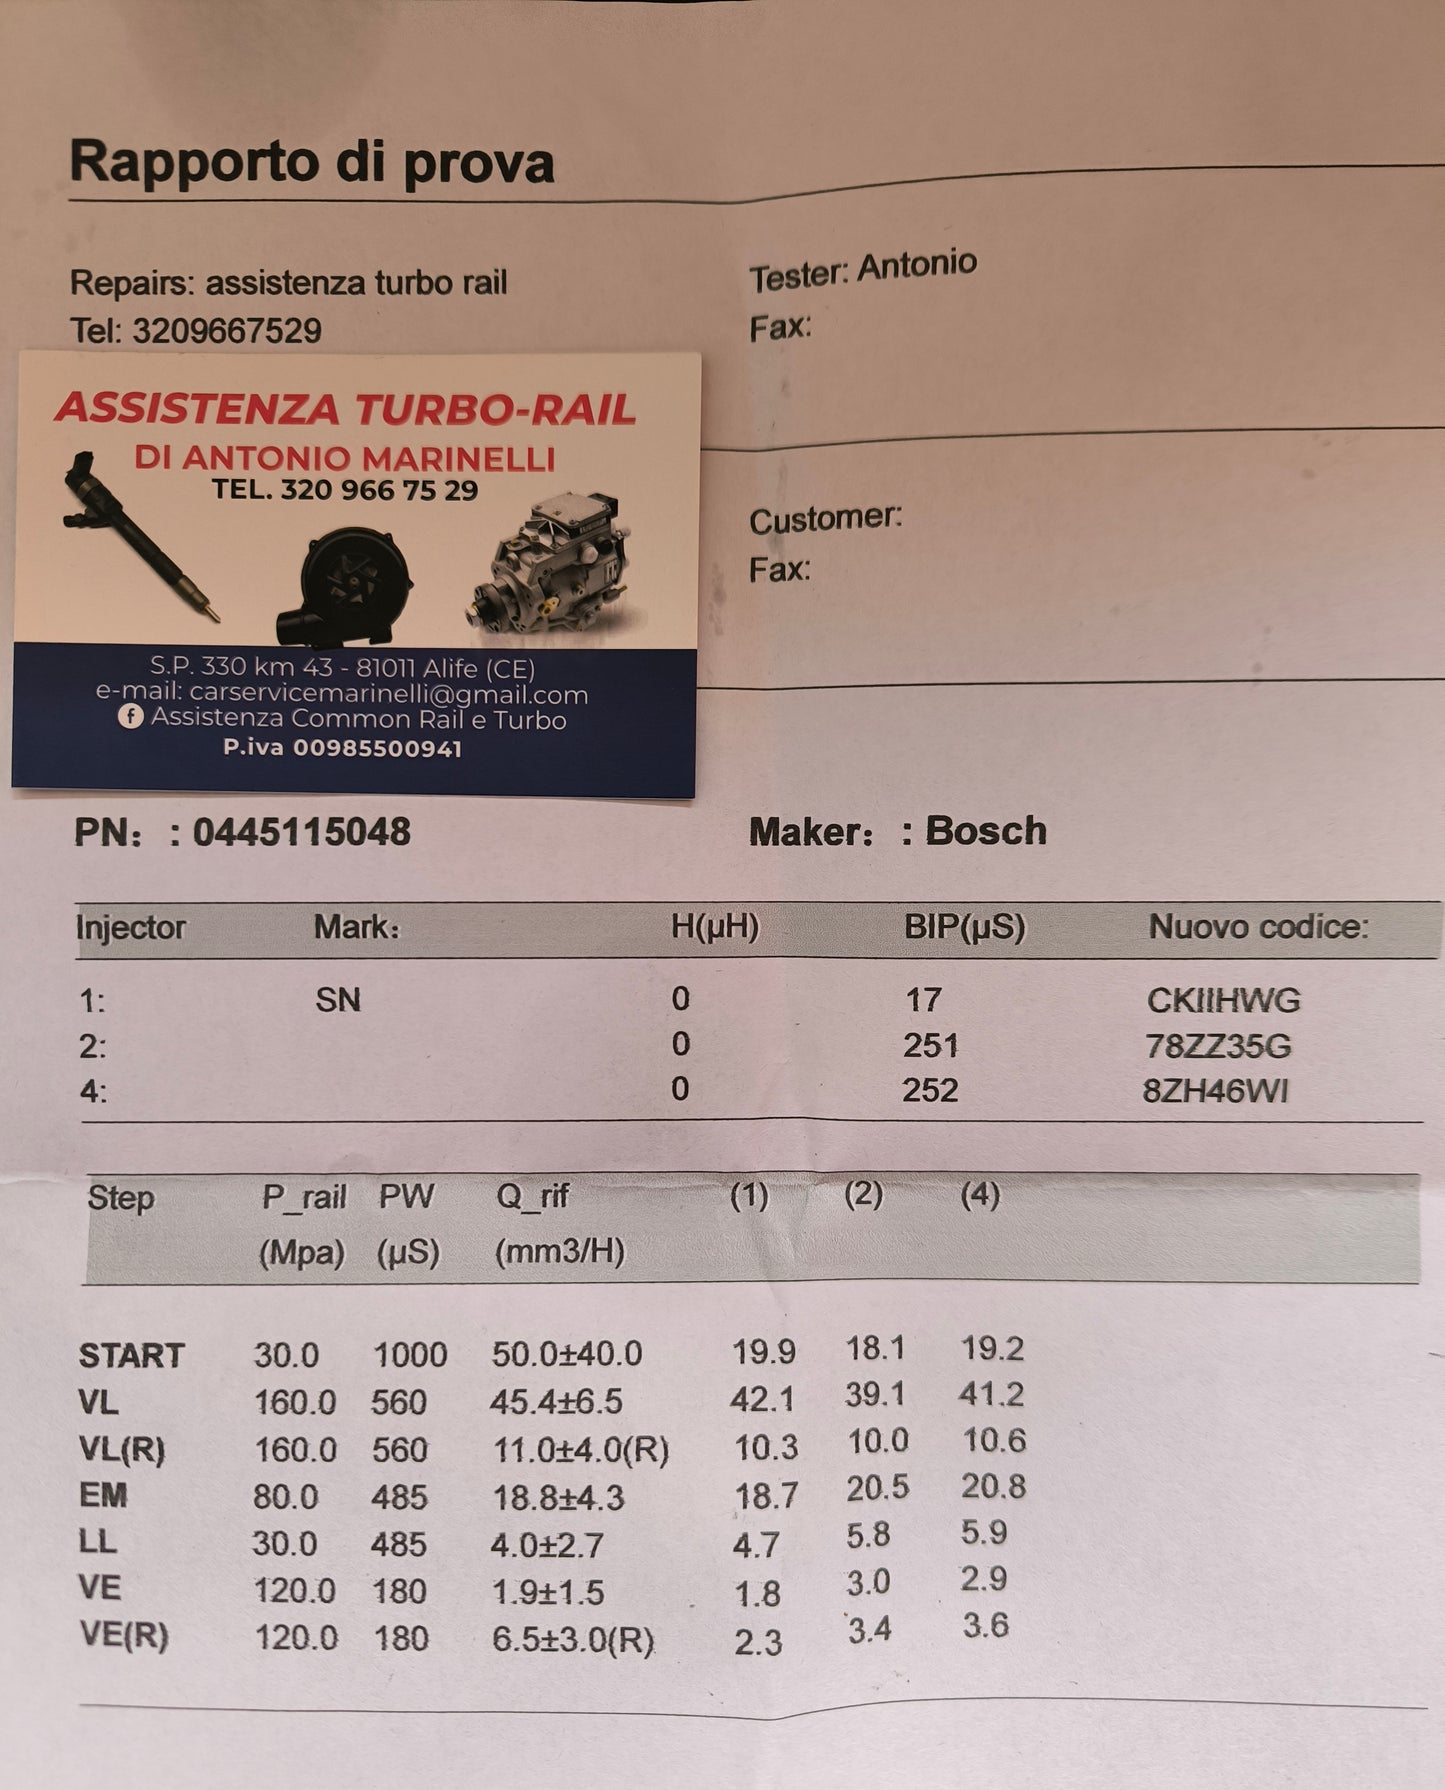 Rapporto di prova
Repairs: assistenza turbo rail
Tester: Antonio
Tel: 3209667529
Fax:
ASSISTENZA TURBO-RAIL
DI ANTONIO MARINELLI
TEL. 320 966 75 29
S.P. 330 km 43 - 81011 Alife (CE)
e-mail: carservicemarinelli@gmail.com
f Assistenza Common Rail e Turbo
P.iva 00985500941
Customer:
Fax:
PN: : 0445115048 Maker: : Bosch
Injector Mark: H(µH) BIP(µS) Nuovo codice:
1: SN 0 17 CKIIHWG
2: 0 251 78ZZ35G
4: 0 252 8ZH46WI
Step P_rail PW Q_rif (1) (2) (4)
(Mpa) (µS) (mm3/H)
START 30.0 1000 50.0±40.0 19.9 18.1 19.2
VL 160.0 560 45.4±6.5 42.1 39.1 41.2
VL(R) 160.0 560 11.0±4.0(R) 10.3 10.0 10.6
EM 80.0 485 18.8±4.3 18.7 20.5 20.8
LL 30.0 485 4.0±2.7 4.7 5.8 5.9
VE 120.0 180 1.9±1.5 1.8 3.0 2.9
VE(R) 120.0 180 6.5±3.0(R) 2.3 3.4 3.6